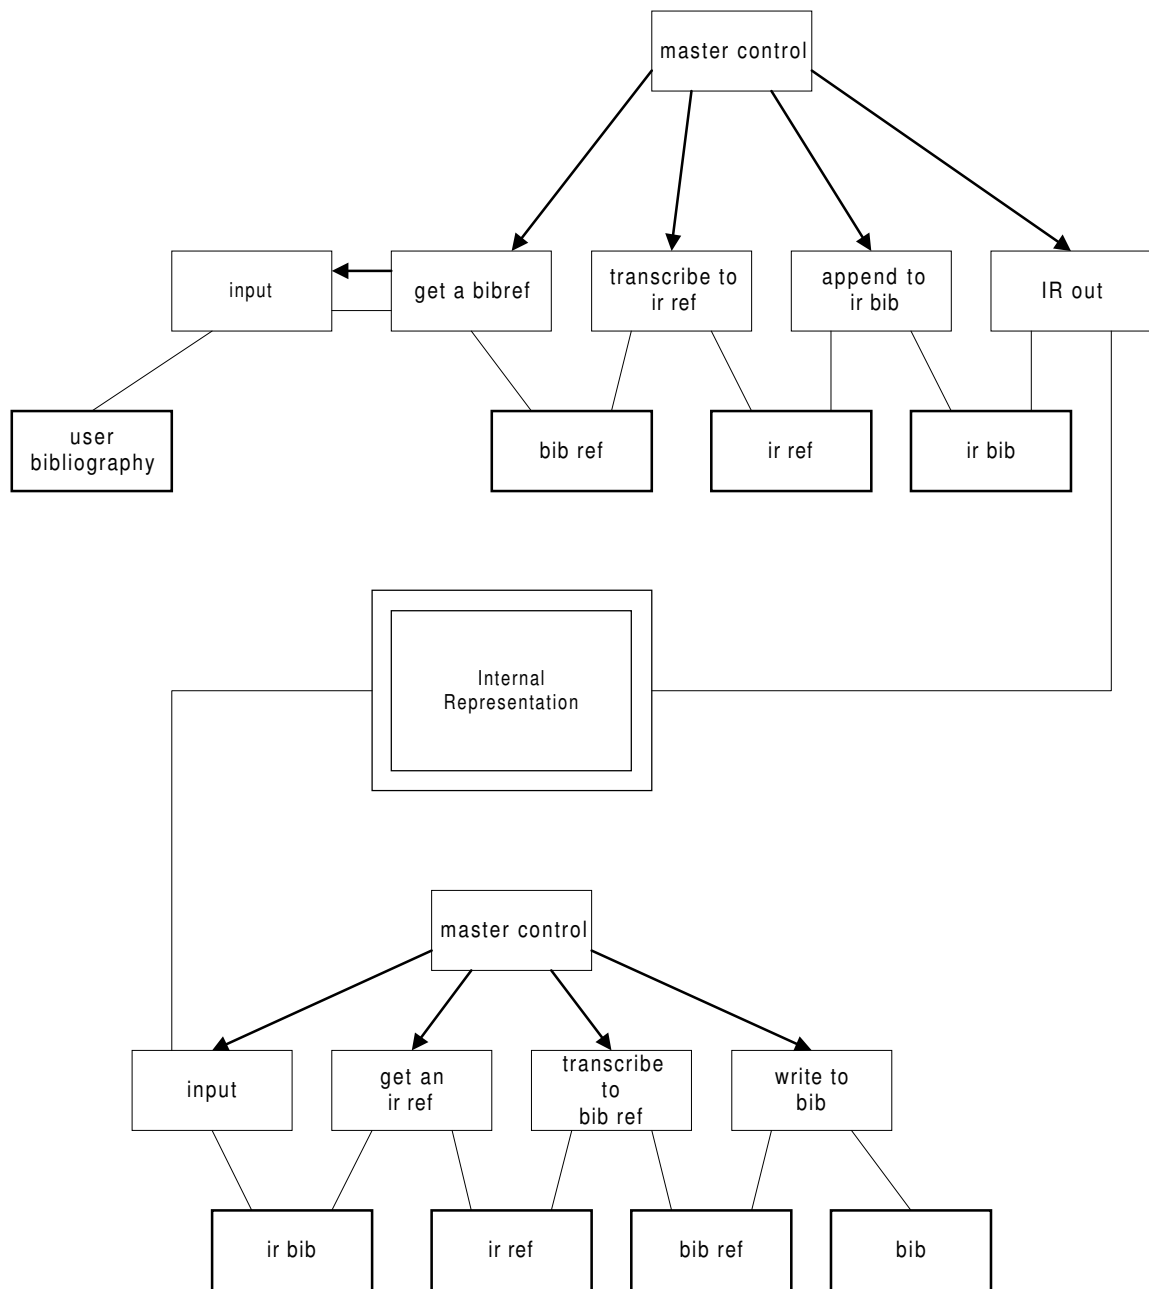 master control
input
get a bibref
transcribe to
ir ref
append to
ir bib
IR out
user
bibliography
bib ref
ir ref
ir bib
Internal
Representation
master control
input
get an
ir ref
transcribe
to
bib ref
write to
bib
ir bib
ir ref
bib ref
bib